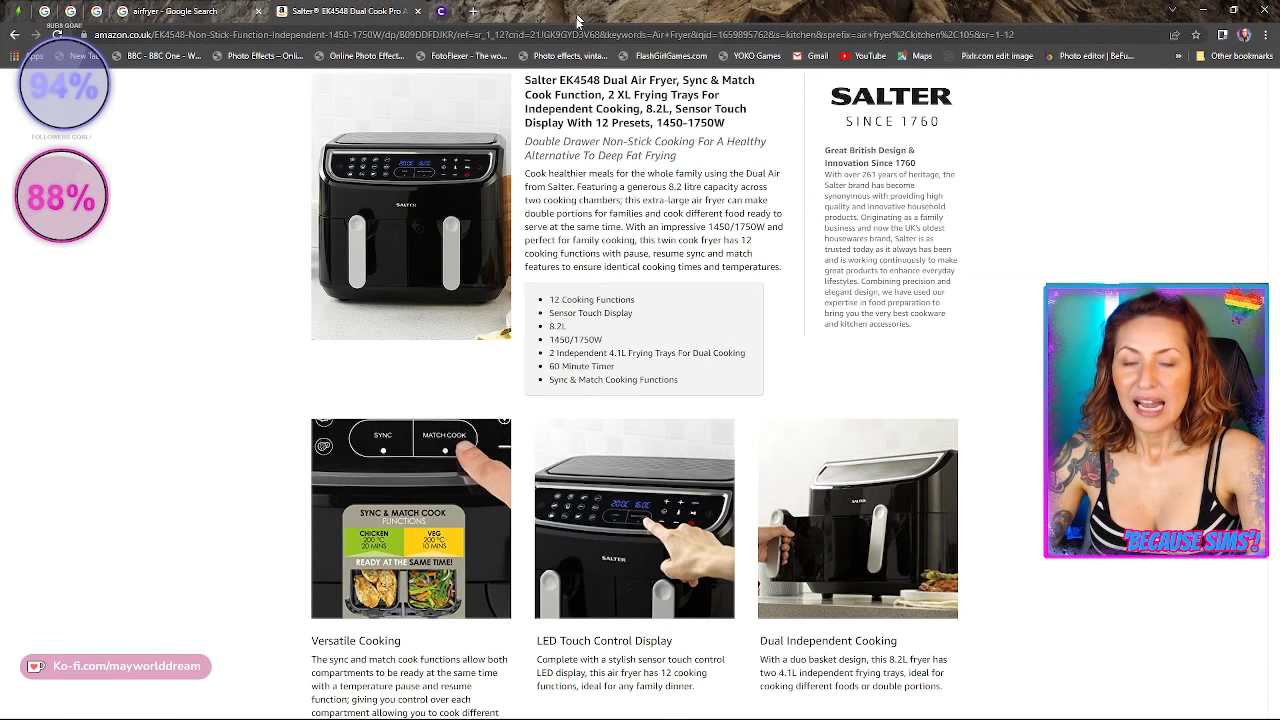 SUBS GOAL!
94%
FOLLOWERS GOAL!
88%
airfryer - Google Search
Salter® EK4548 Dual Cook Pro A
amazon.co.uk/EK4548-Non-Stick-Function-Independent-1450-1750W/dp/
Apps
New Tab
BBC - BBC One - W...
Photo Effects – Onli...
Online Photo Editor...
Photo effects, vinta...
FlashTheGirl – Wo...
YOKO Games
Gmail
YouTube
Maps
Pixlr.com image ed...
Photo editor | BeFu...
Other Bookmarks
Salter EK4548 Dual Air Fryer, Sync & Match
Cook Function, 2 XL Frying Trays For
Independent Cooking, 8.2L, Sensor Touch
Display With 12 Presets, 1450-1750W
Double Drawer Non-Stick Cooking For A Healthy
Alternative To Deep Fat Frying
Cook healthier meals for the whole family using the Dual Air
from Salter. Featuring a generous 8.2 litre capacity across
two cooking chambers; this extra-large air fryer can make
double portions for families and cook different food ready to
serve at the same time. With an impressive 1450/1750W and
perfect for family cooking, this twin cook fryer has 12
cooking functions with pause, resume sync and match
features to ensure identical cooking times and temperatures.
12 Cooking Functions
Sensor Touch Display
8.2L
1450/1750W
2 Independent 4.1L Frying Trays For Dual Cooking
60 Minute Timer
Sync & Match Cooking Functions
SALTER
SINCE 1760
Great British Design &
Innovation Since 1760
With over 261 years of heritage, the
Salter brand has become
synonymous with providing high
quality and innovative household
products. Originating as a family
business and now the UK's oldest
housewares brand, Salter is as
trusted today as it always has been
and is working continuously to make
great products to enhance everyday
lifestyles. Combining precision and
elegant design, we have used our
expertise in food preparation to
bring you the very best cookware
and kitchen accessories.
SALTER
SYNC
MATCH COOK
SYNC & MATCH COOK
FUNCTIONS
CHICKEN
200 °C
20 MINS
VEG
200 °C
10 MINS
READY AT THE SAME TIME!
SALTER
SALTER
"BECAUSE SIMS"!
Versatile Cooking
The sync and match cook functions allow both
compartments to be ready at the same time
with a temperature pause and resume
function; giving you control over each
compartment allowing you to cook different
LED Touch Control Display
Complete with a stylish sensor touch control
LED display, this air fryer has 12 cooking
functions, ideal for any family dinner.
Dual Independent Cooking
With a duo basket design, this 8.2L fryer has
two 4.1L independent frying trays, ideal for
cooking different foods or double portions.
Ko-fi.com/mayworlddream